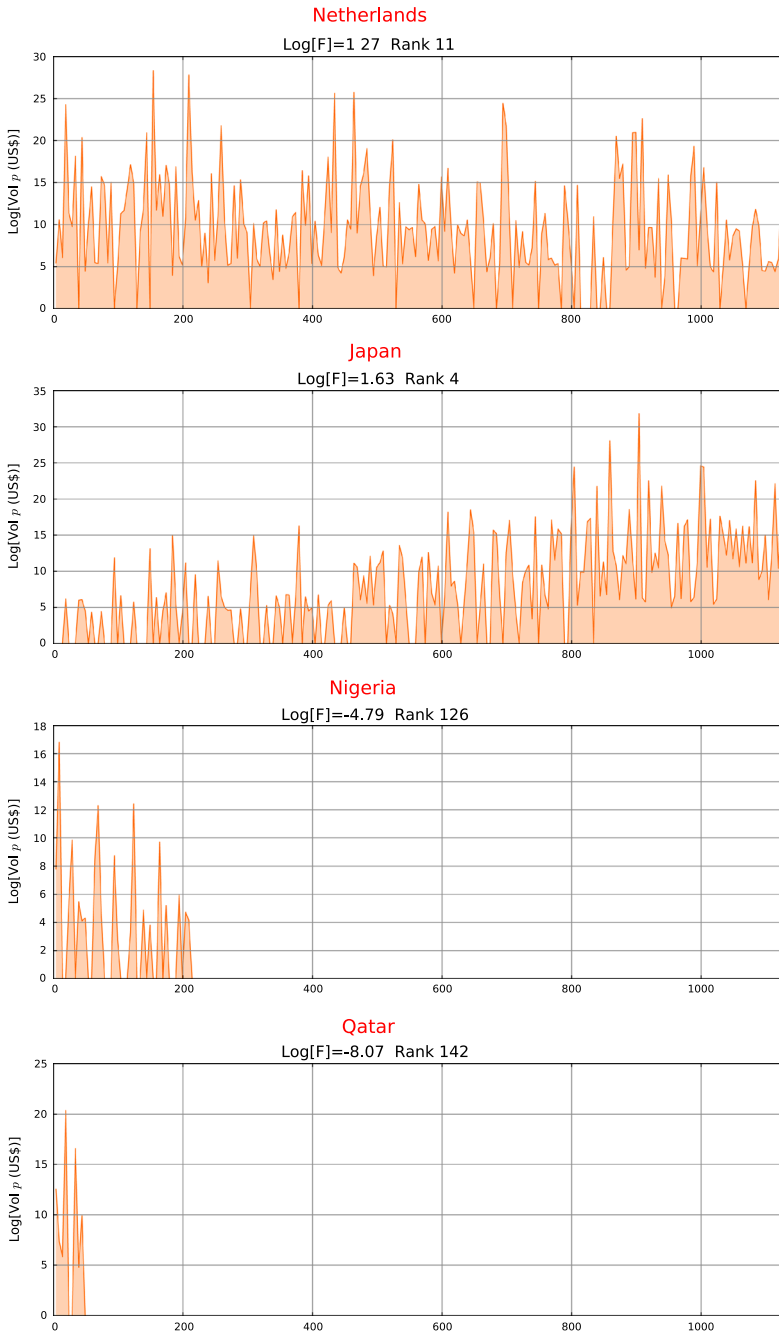 Netherlands
Log[F]=1 27 Rank 11
30
25
20
15
10
5
0
Log[Vol p (US$)]
0 200 400 600 800 1000
Japan
Log[F]=1.63 Rank 4
35
30
25
20
15
10
5
0
Log[Vol p (US$)]
0 200 400 600 800 1000
Nigeria
Log[F]=-4.79 Rank 126
18
16
14
12
10
8
6
4
2
0
Log[Vol p (US$)]
0 200 400 600 800 1000
Qatar
Log[F]=-8.07 Rank 142
25
20
15
10
5
0
Log[Vol p (US$)]
0 200 400 600 800 1000